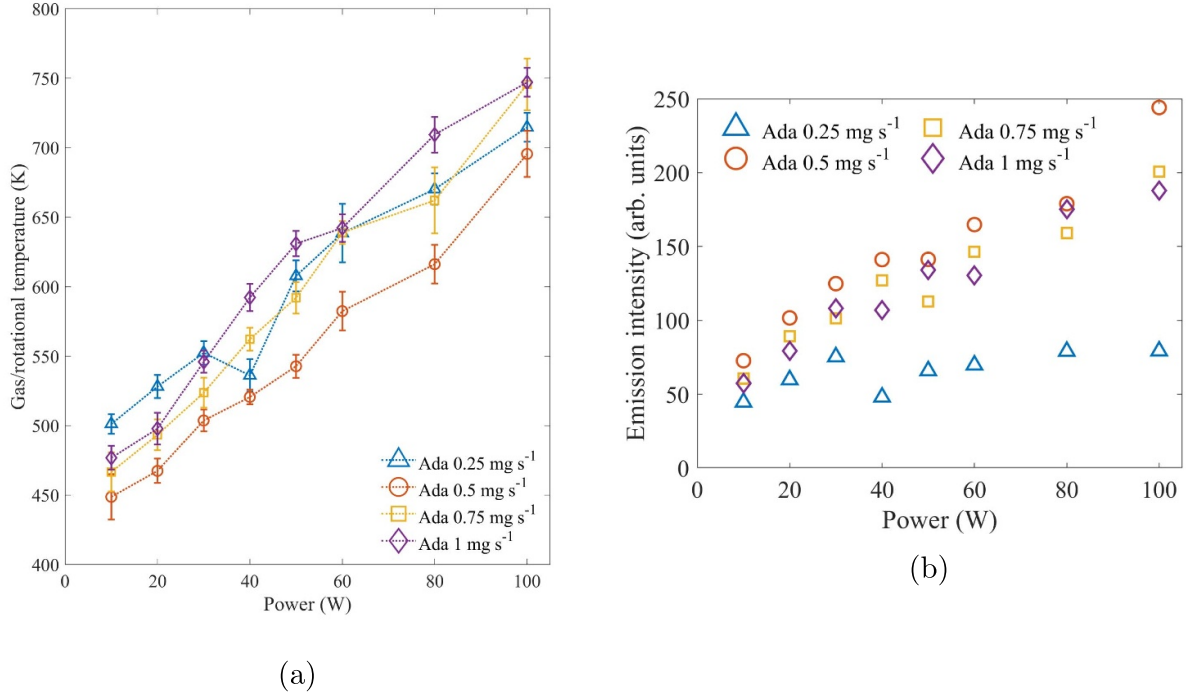 800
750
700
650
600
550
500
450
400
0
20
40
60
80
100
Gas/rotational temperature (K)
Power (W)
Ada 0.25 mg s⁻¹
Ada 0.5 mg s⁻¹
Ada 0.75 mg s⁻¹
Ada 1 mg s⁻¹
(a)
250
200
150
100
50
0
0
20
40
60
80
100
Emission intensity (arb. units)
Power (W)
Ada 0.25 mg s⁻¹
Ada 0.5 mg s⁻¹
Ada 0.75 mg s⁻¹
Ada 1 mg s⁻¹
(b)